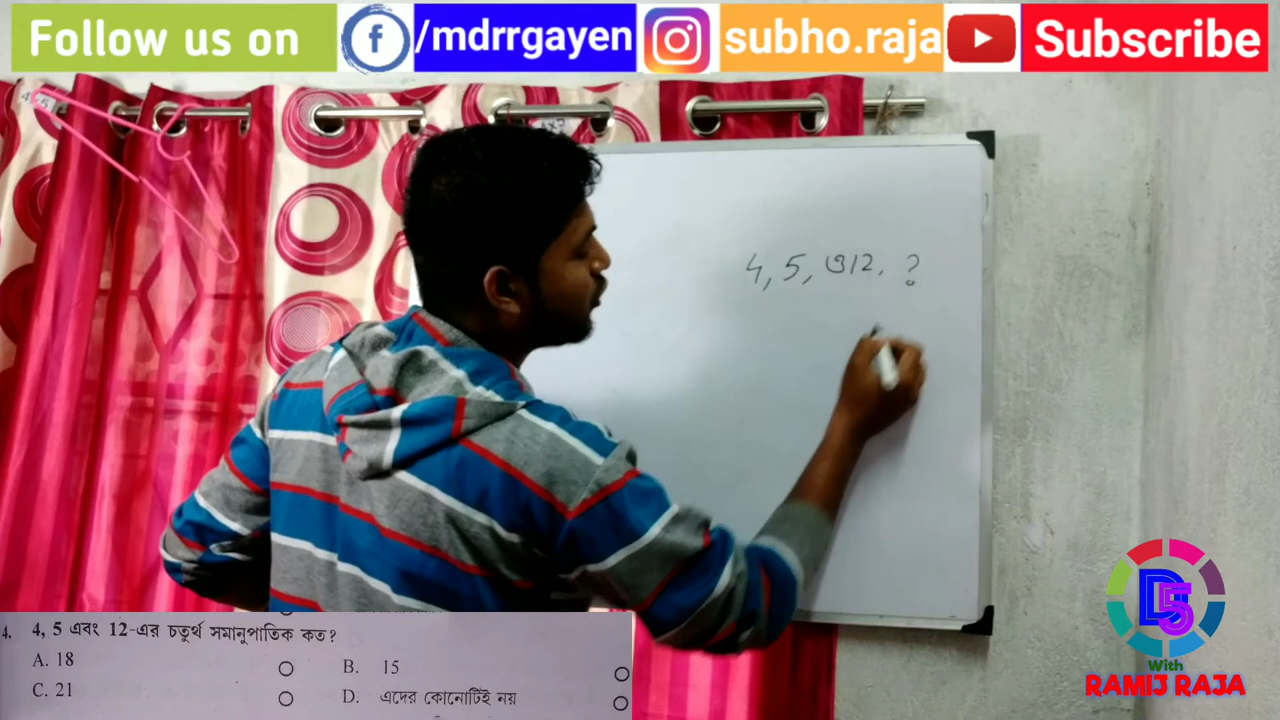 Follow us on
f
/mdrrgayen
subho.raja
Subscribe
4, 5, ও 12, ?
4. 4, 5 এবং 12-এর চতুর্থ সমানুপাতিক কত?
A. 18
B. 15
C. 21
D. এদের কোনোটিই নয়
D5
With
RAMIJ RAJA